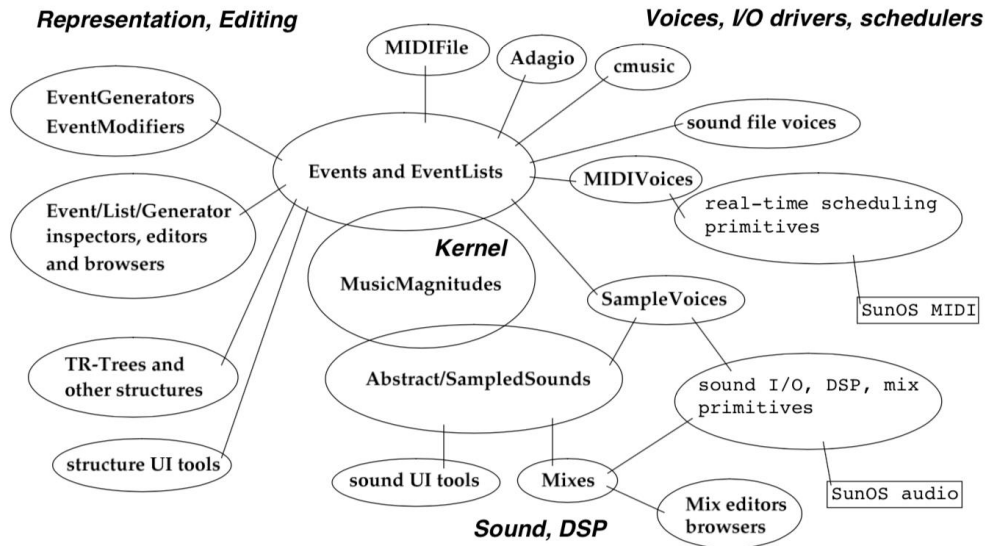 Representation, Editing
Voices, I/O drivers, schedulers
MIDIFile
Adagio
cmusic
EventGenerators
EventModifiers
sound file voices
Events and EventLists
MIDIVoices
Event/List/Generator
inspectors, editors
and browsers
real-time scheduling
primitives
Kernel
MusicMagnitudes
SampleVoices
SunOS MIDI
TR-Trees and
other structures
Abstract/SampledSounds
sound I/O, DSP, mix
primitives
structure UI tools
sound UI tools
Mixes
SunOS audio
Mix editors
browsers
Sound, DSP